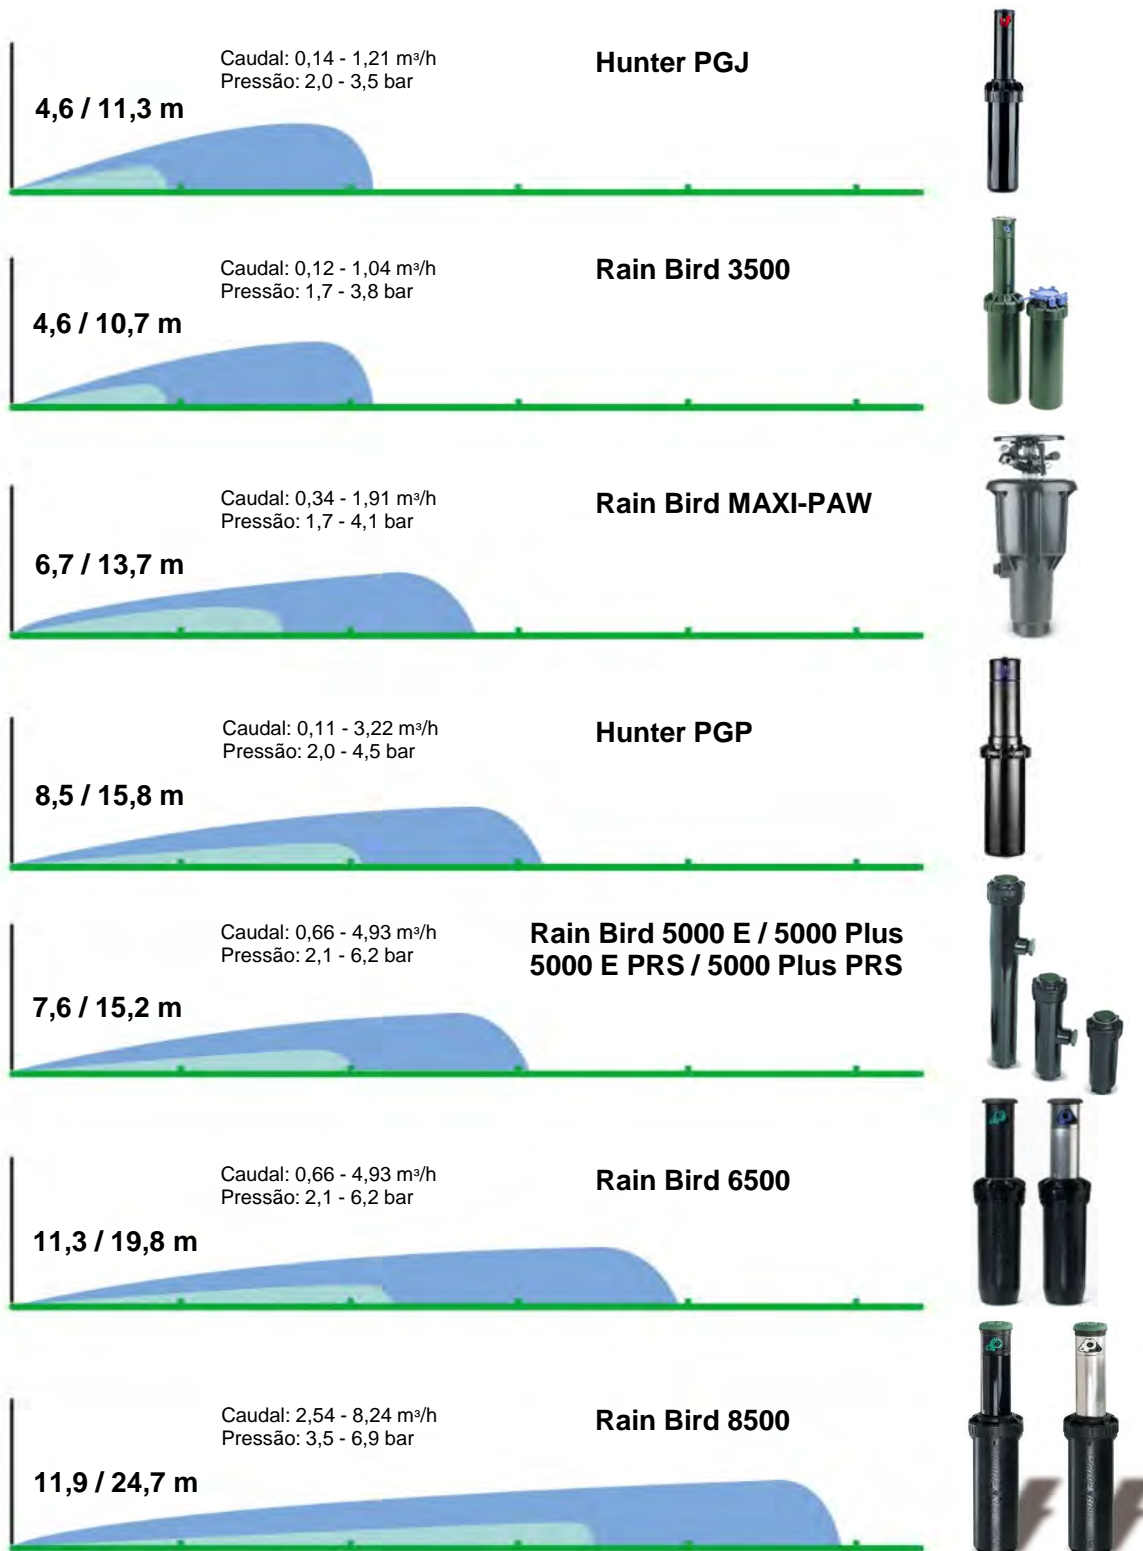 Caudal: 0,14 - 1,21 m³/h
Pressão: 2,0 - 3,5 bar
Hunter PGJ
4,6 / 11,3 m
Caudal: 0,12 - 1,04 m³/h
Pressão: 1,7 - 3,8 bar
Rain Bird 3500
4,6 / 10,7 m
Caudal: 0,34 - 1,91 m³/h
Pressão: 1,7 - 4,1 bar
Rain Bird MAXI-PAW
6,7 / 13,7 m
Caudal: 0,11 - 3,22 m³/h
Pressão: 2,0 - 4,5 bar
Hunter PGP
8,5 / 15,8 m
Caudal: 0,66 - 4,93 m³/h
Pressão: 2,1 - 6,2 bar
Rain Bird 5000 E / 5000 Plus
5000 E PRS / 5000 Plus PRS
7,6 / 15,2 m
Caudal: 0,66 - 4,93 m³/h
Pressão: 2,1 - 6,2 bar
Rain Bird 6500
11,3 / 19,8 m
Caudal: 2,54 - 8,24 m³/h
Pressão: 3,5 - 6,9 bar
Rain Bird 8500
11,9 / 24,7 m